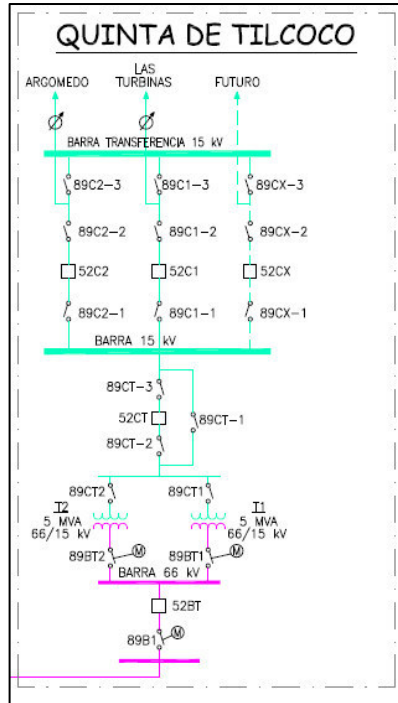 QUINTA DE TILCOCO
ARGOMEDO
LAS
TURBINAS
FUTURO
BARRA TRANSFERENCIA 15 kV
89C2-3
89C1-3
89CX-3
89C2-2
89C1-2
89CX-2
52C2
52C1
52CX
89C2-1
89C1-1
89CX-1
BARRA 15 kV
89CT-3
52CT
89CT-1
89CT-2
89CT2
89CT1
T2
5 MVA
66/15 kV
T1
5 MVA
66/15 kV
89BT2
M
89BT1
M
BARRA 66 kV
52BT
89B1
M